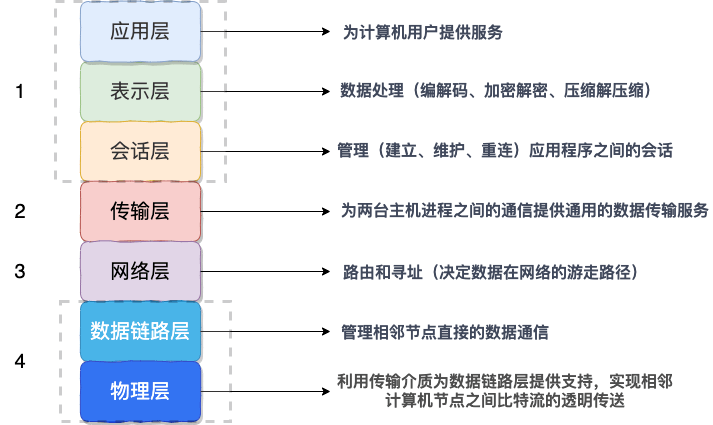 应用层
为计算机用户提供服务
1
表示层
数据处理（编解码、加密解密、压缩解压缩）
会话层
管理（建立、维护、重连）应用程序之间的会话
2
传输层
为两台主机进程之间的通信提供通用的数据传输服务
3
网络层
路由和寻址（决定数据在网络的游走路径）
数据链路层
管理相邻节点直接的数据通信
4
物理层
利用传输介质为数据链路层提供支持，实现相邻
计算机节点之间比特流的透明传送